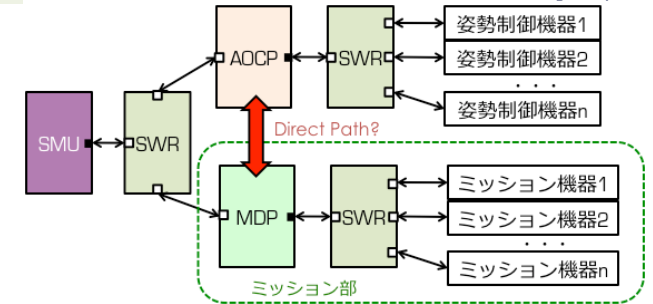 姿勢制御機器1
AOCP
SWR
姿勢制御機器2
・・・
姿勢制御機器n
Direct Path?
SMU
SWR
ミッション機器1
MDP
SWR
ミッション機器2
・・・
ミッション機器n
ミッション部